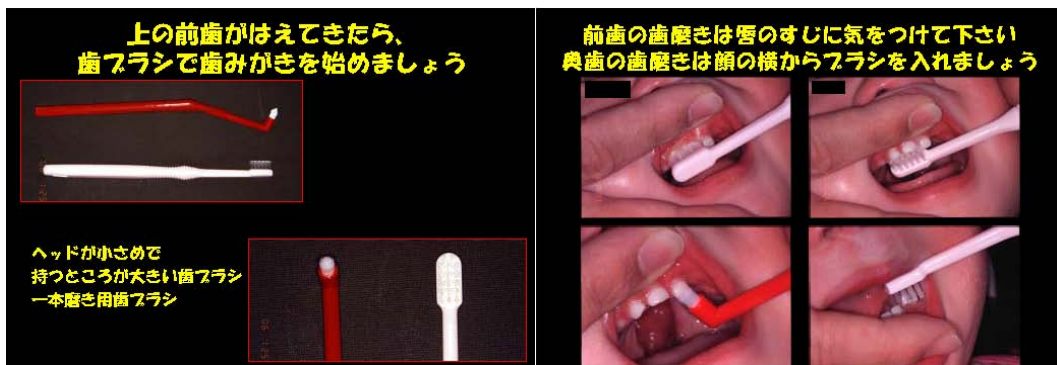 上の前歯がはえてきたら、
歯ブラシで歯みがきを始めましょう
ヘッドが小さめで
持つところが大きい歯ブラシ
一本磨き用歯ブラシ
前歯の歯磨きは唇のすじに気をつけて下さい
奥歯の歯磨きは顔の横からブラシを入れましょう